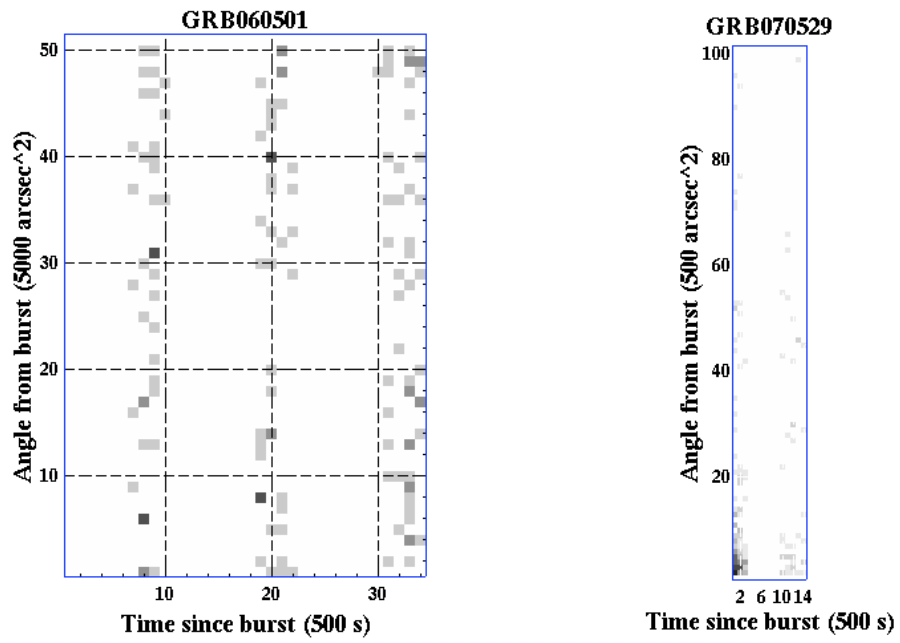 GRB060501
50
40
30
20
10
10 20 30
Angle from burst (5000 arcsec^2)
Time since burst (500 s)
GRB070529
100
80
60
40
20
2 6 10 14
Angle from burst (500 arcsec^2)
Time since burst (500 s)